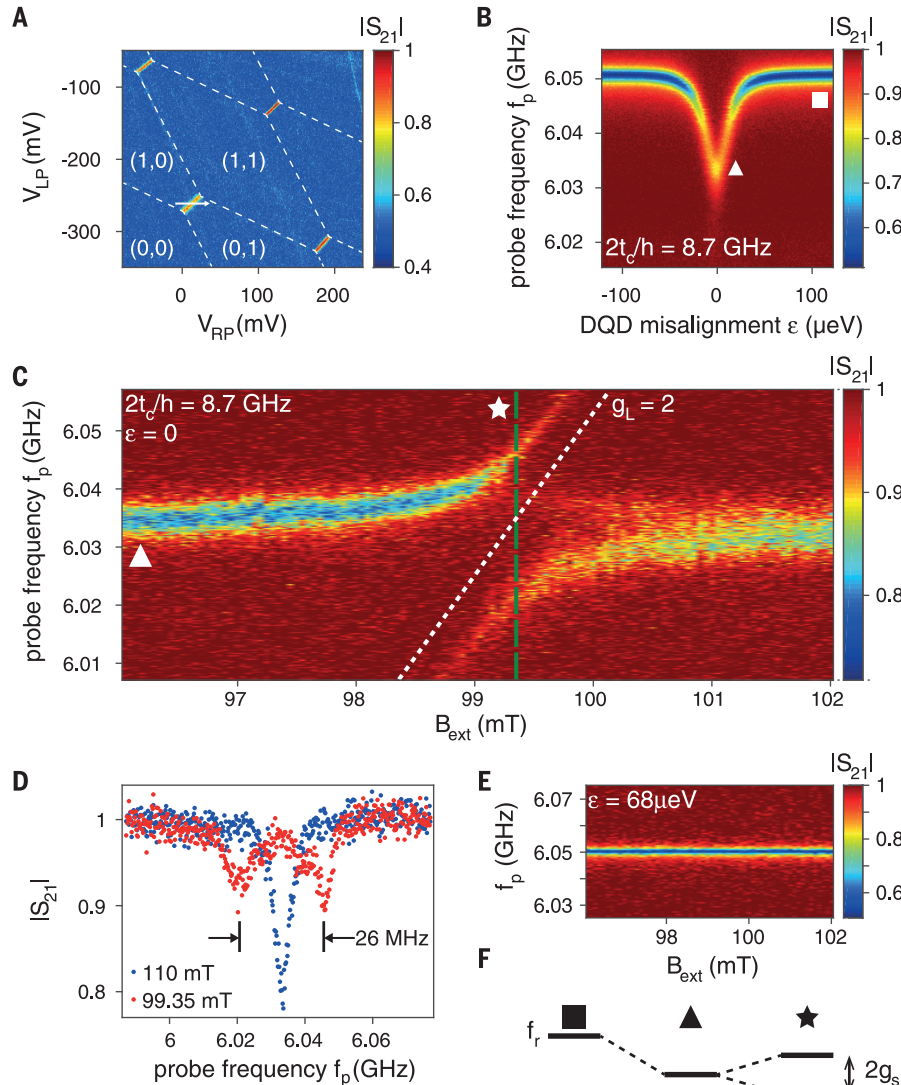 A
|S21|
1
0.8
0.6
0.4
-100
-200
-300
VLP (mV)
(1,0)
(1,1)
(0,0)
(0,1)
0
100
200
VRP (mV)
B
|S21|
1
0.9
0.8
0.7
0.6
6.05
6.04
6.03
6.02
probe frequency fp (GHz)
2tc/h = 8.7 GHz
-100
0
100
DQD misalignment ε (µeV)
C
|S21|
1
0.9
0.8
2tc/h = 8.7 GHz
ε = 0
gL = 2
6.05
6.04
6.03
6.02
6.01
probe frequency fp (GHz)
97
98
99
100
101
102
Bext (mT)
D
1
0.9
0.8
|S21|
26 MHz
110 mT
99.35 mT
6
6.02
6.04
6.06
probe frequency fp (GHz)
E
|S21|
1
0.9
0.8
0.7
0.6
ε = 68µeV
6.07
6.05
6.03
fp (GHz)
98
100
102
Bext (mT)
F
fr
2gs